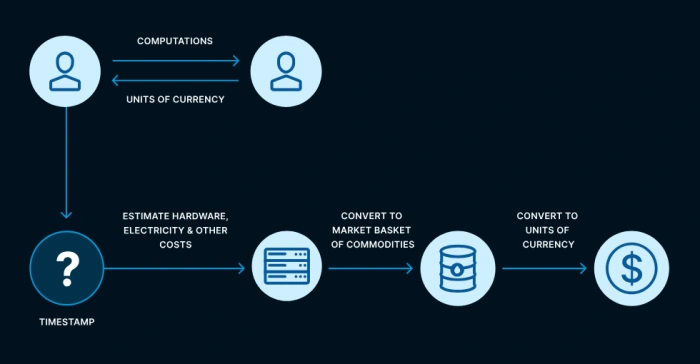 COMPUTATIONS
UNITS OF CURRENCY
ESTIMATE HARDWARE,
ELECTRICITY & OTHER
COSTS
CONVERT TO
MARKET BASKET
OF COMMODITIES
CONVERT TO
UNITS OF
CURRENCY
?
$
TIMESTAMP